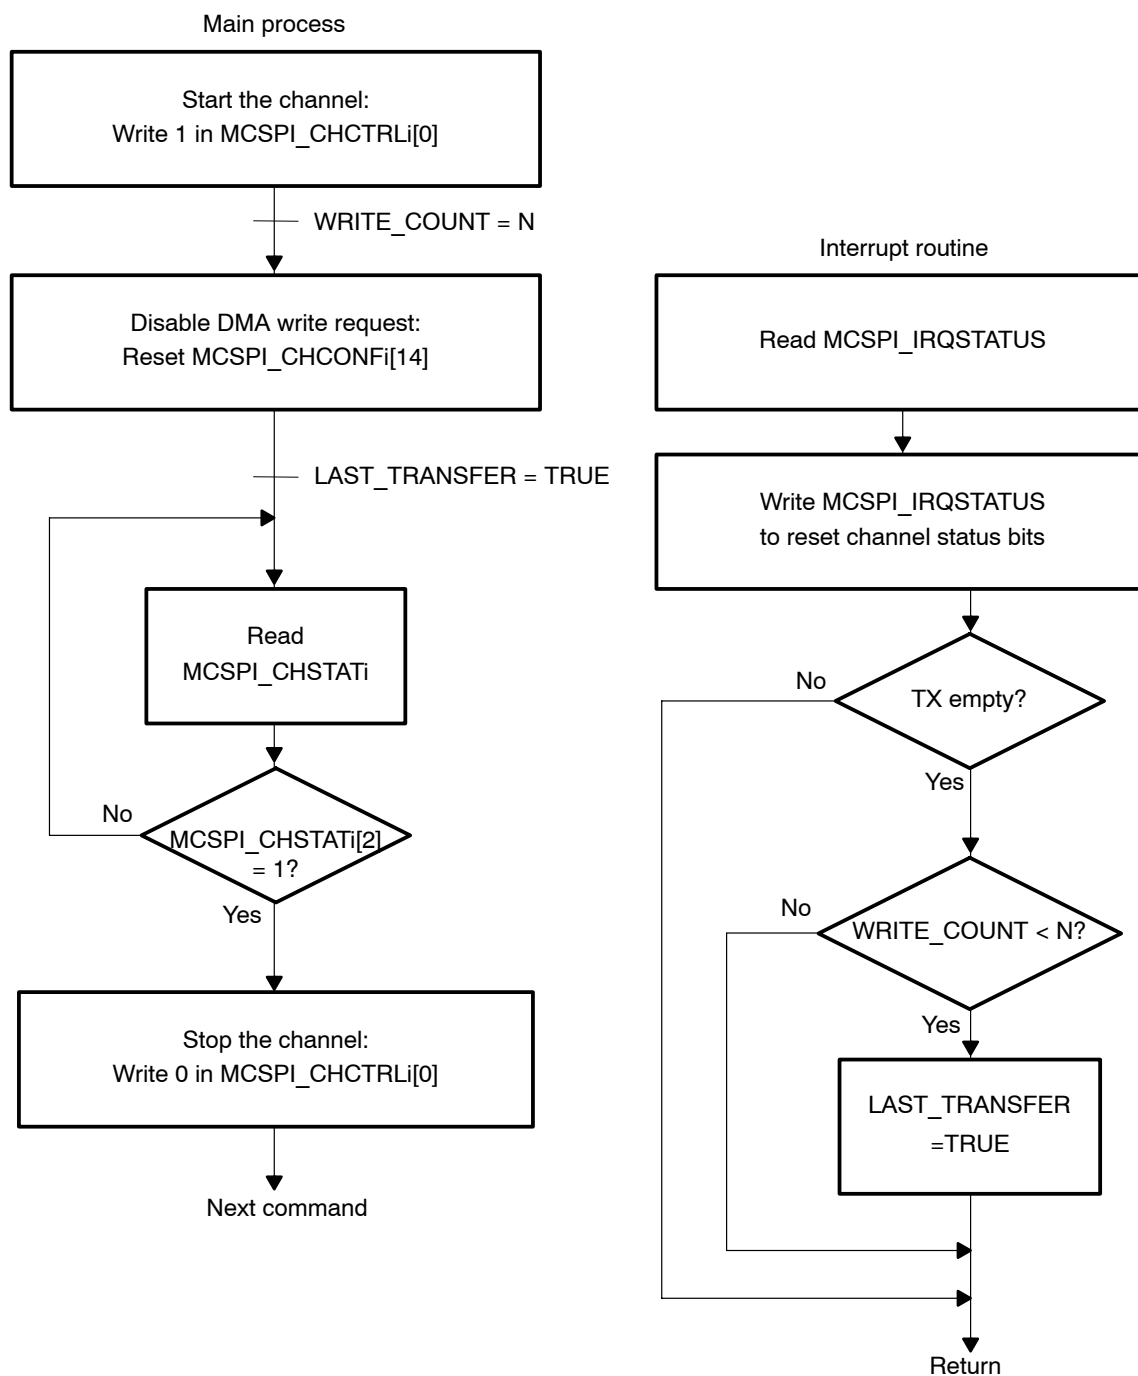 Main process
Start the channel:
Write 1 in MCSPI_CHCTRLi[0]
WRITE_COUNT = N
Disable DMA write request:
Reset MCSPI_CHCONFi[14]
LAST_TRANSFER = TRUE
Read
MCSPI_CHSTATi
No
MCSPI_CHSTATi[2]
= 1?
Yes
Stop the channel:
Write 0 in MCSPI_CHCTRLi[0]
Next command
Interrupt routine
Read MCSPI_IRQSTATUS
Write MCSPI_IRQSTATUS
to reset channel status bits
No
TX empty?
Yes
No
WRITE_COUNT < N?
Yes
LAST_TRANSFER
=TRUE
Return